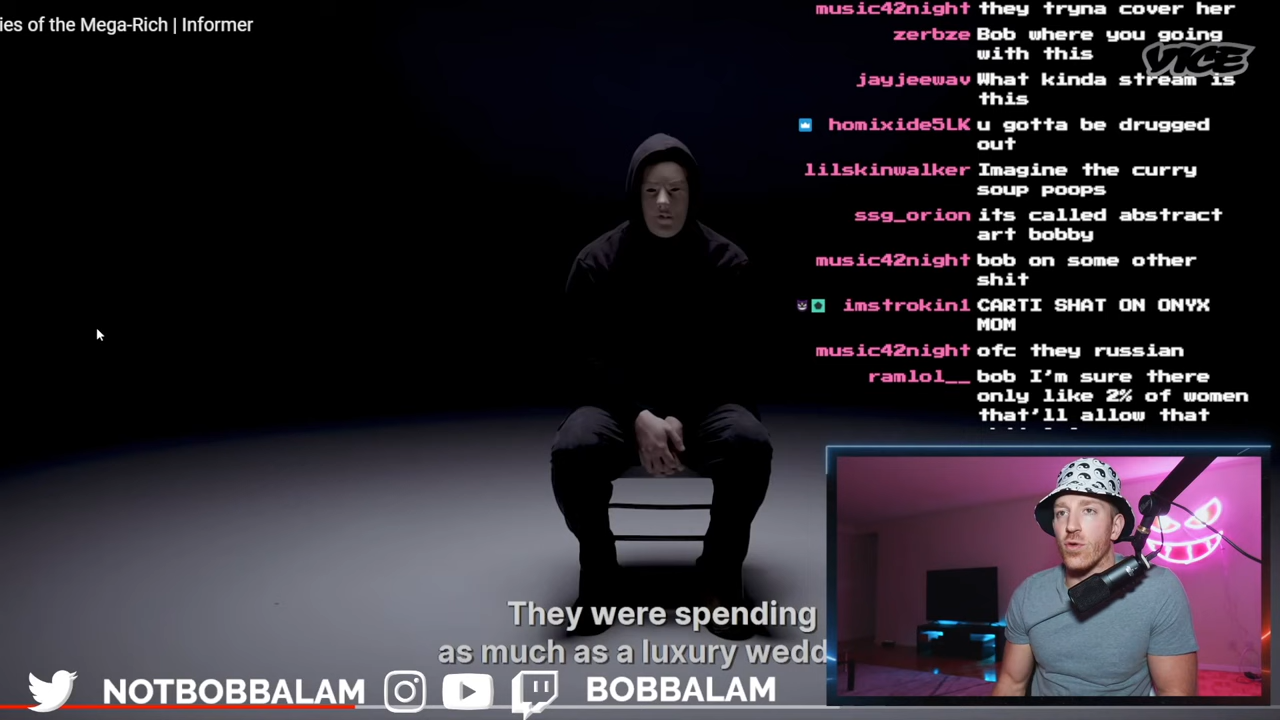 ies of the Mega-Rich | Informer
music42night they tryna cover her
zerbze Bob where you going
with this
VICE
jayjeewav What kinda stream is
this
homixide5LK u gotta be drugged
out
lilskinwalker Imagine the curry
soup poops
ssg_orion its called abstract
art bobby
music42night bob on some other
shit
imstrokin1 CARTI SHAT ON ONYX
MOM
music42night ofc they russian
ramlol__ bob I'm sure there
only like 2% of women
that'll allow that
They were spending
as much as a luxury wedd
NOTBOBBALAM
BOBBALAM